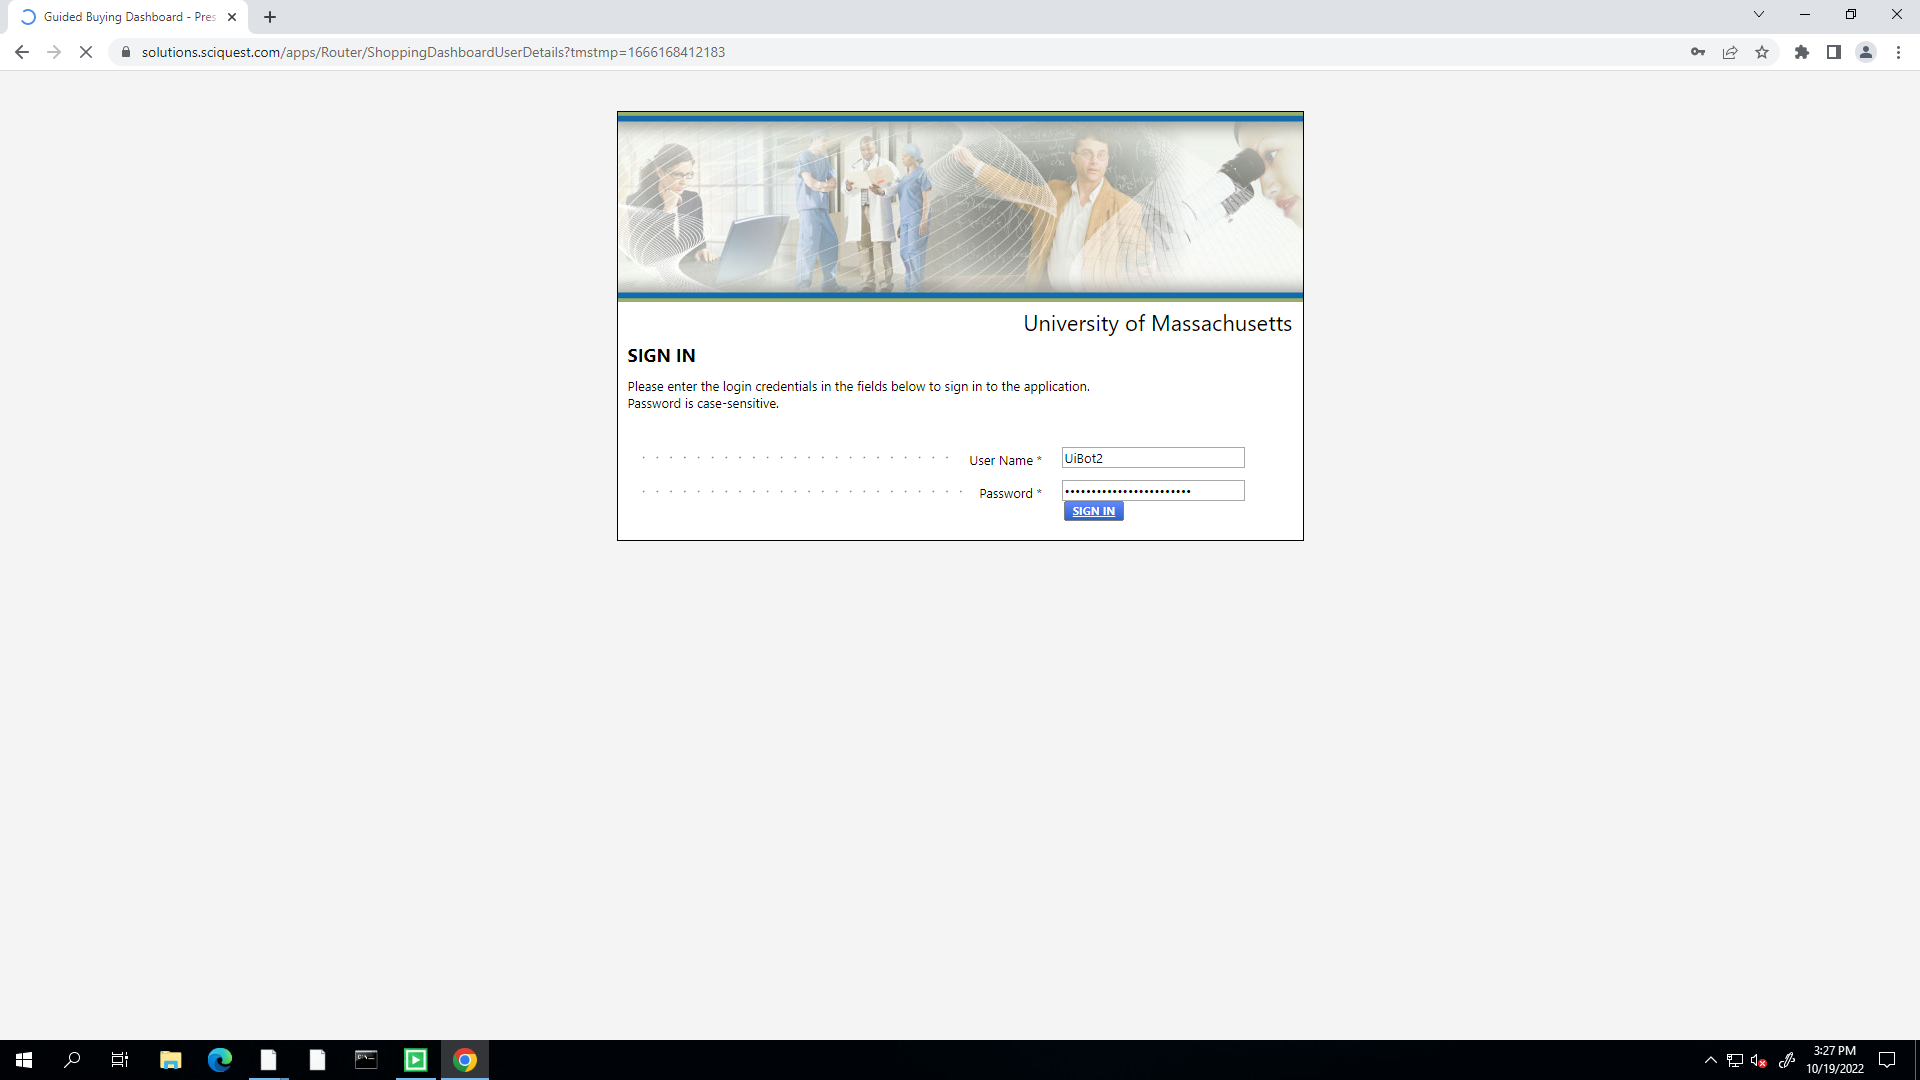 Guided Buying Dashboard - Pres
solutions.sciquest.com/apps/Router/ShoppingDashboardUserDetails?tmstmp=1666168412183
University of Massachusetts
SIGN IN
Please enter the login credentials in the fields below to sign in to the application.
Password is case-sensitive.
User Name * UiBot2
Password * ••••••••••••••••••••••••
SIGN IN
3:27 PM
10/19/2022